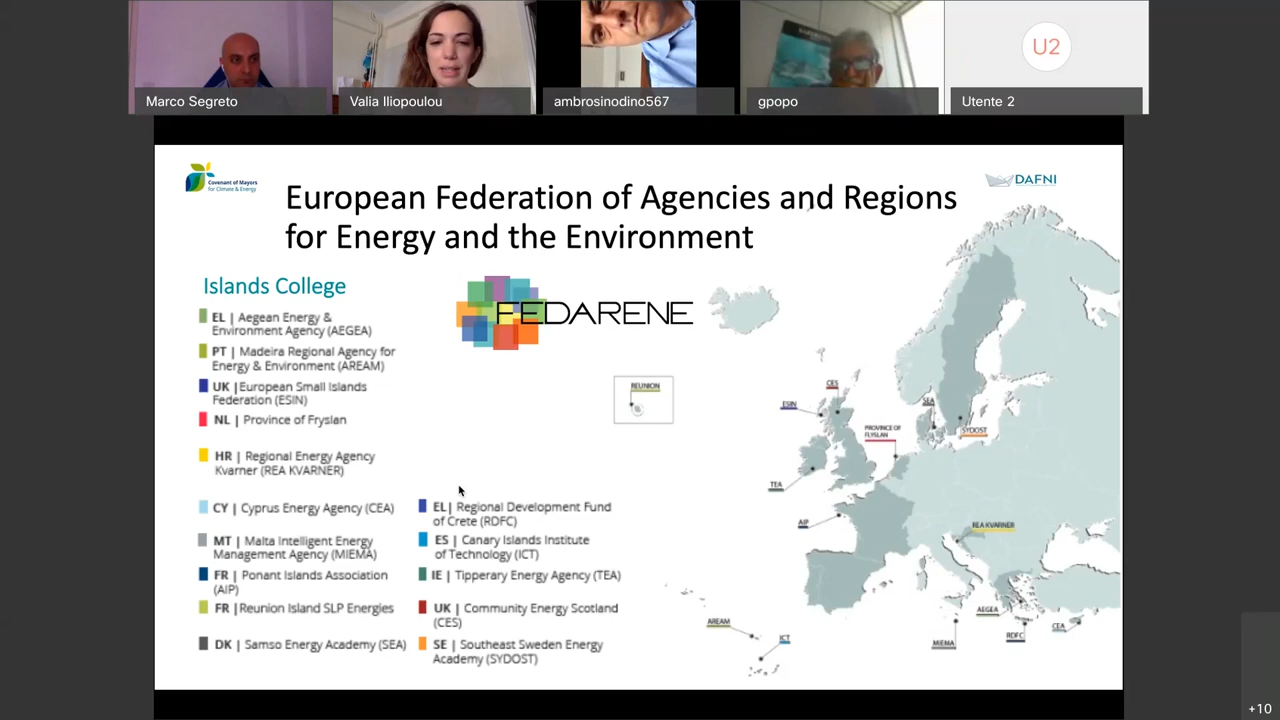 Marco Segreto
Valia Iliopoulou
ambrosinodino567
gpopo
U2
Utente 2
Covenant of Mayors
for Climate & Energy
DAFNI
European Federation of Agencies and Regions
for Energy and the Environment
Islands College
FEDARENE
EL | Aegean Energy &
Environment Agency (AEGEA)
PT | Madeira Regional Agency for
Energy & Environment (AREAM)
UK |European Small Islands
Federation (ESIN)
NL | Province of Fryslan
HR | Regional Energy Agency
Kvarner (REA KVARNER)
CY | Cyprus Energy Agency (CEA)
MT | Malta Intelligent Energy
Management Agency (MIEMA)
FR | Ponant Islands Association
(AIP)
FR |Reunion Island SLP Energies
DK | Samso Energy Academy (SEA)
EL| Regional Development Fund
of Crete (RDFC)
ES | Canary Islands Institute
of Technology (ICT)
IE | Tipperary Energy Agency (TEA)
UK | Community Energy Scotland
(CES)
SE | Southeast Sweden Energy
Academy (SYDOST)
REUNION
CES
ESIN
SEA
PROVINCE OF
FLYSLAN
SYDOST
TEA
AIP
REA KVARNER
AREAM
ICT
AEGEA
MIEMA
RDFC
CEA
+10